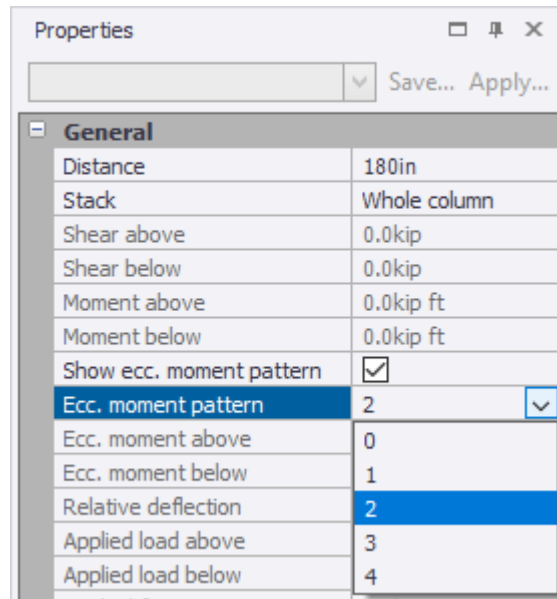 Properties
Save... Apply...
General
Distance 180in
Stack Whole column
Shear above 0.0kip
Shear below 0.0kip
Moment above 0.0kip ft
Moment below 0.0kip ft
Show ecc. moment pattern
Ecc. moment pattern 2
Ecc. moment above 0
Ecc. moment below 1
Relative deflection 2
Applied load above 3
Applied load below 4